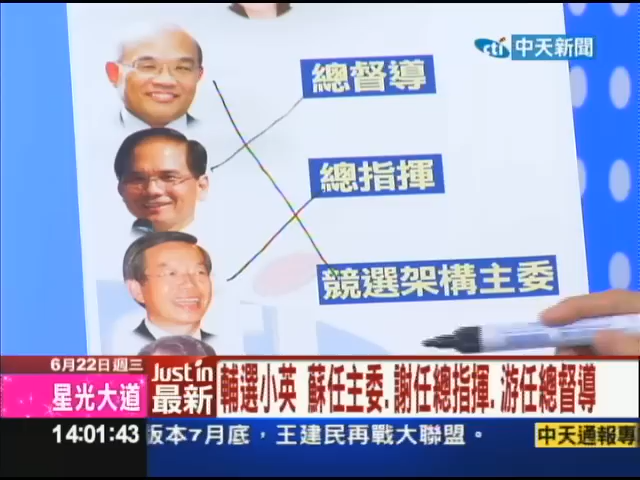 cti 中天新聞
總督導
總指揮
競選架構主委
6月22日週三
Just in
最新
星光大道
輔選小英 蘇任主委.謝任總指揮.游任總督導
14:01:43
版本7月底，王建民再戰大聯盟。
中天通報專